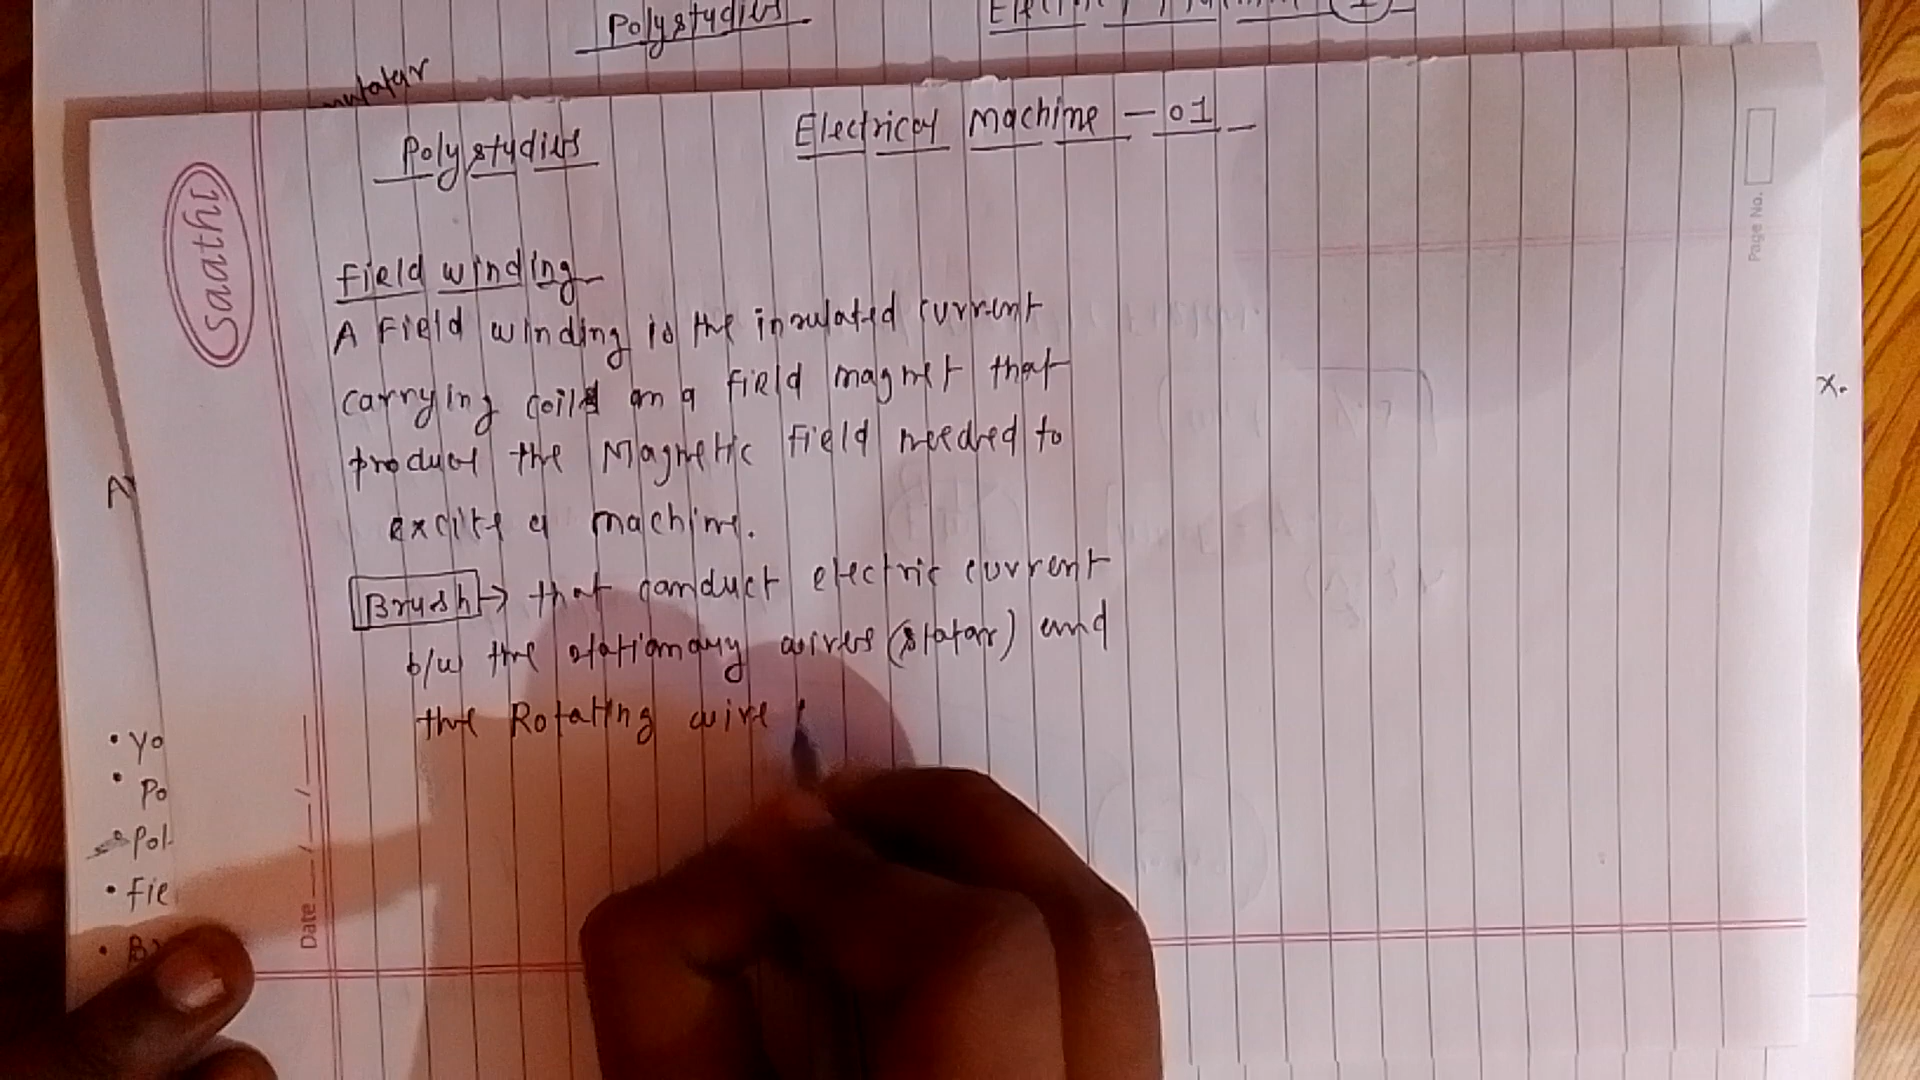 Polystudies
mutatar
Polystudies Electrical Machine - 01
Saathi
Page No.
Field winding
A Field winding is the insulated current
carrying coils on a field magnet that
produce the Magnetic field needed to
excite a machine.
Brush → that conduct electric current
b/w the stationary wires (stator) and
the Rotating wire
x.
• Yo
• Po
Pol
• Fie
Date